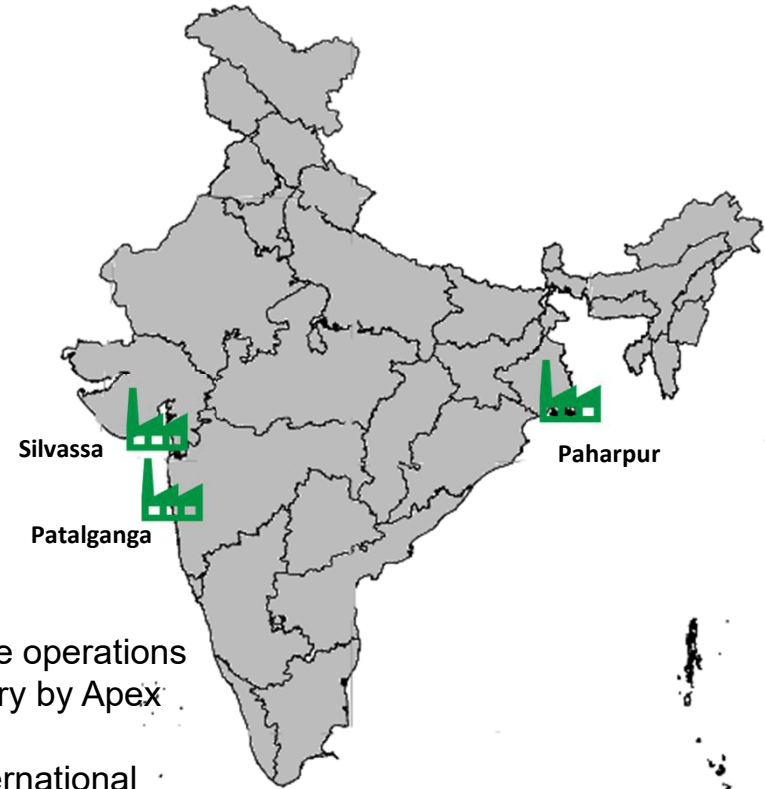 Silvassa
Paharpur
Patalganga
e operations
ry by Apex
ernational